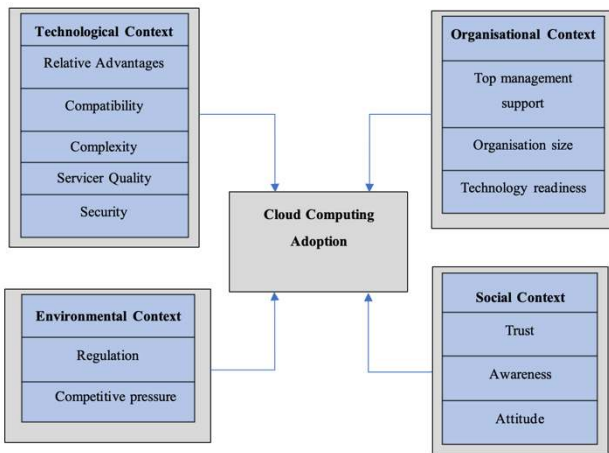 Technological Context
Relative Advantages
Compatibility
Complexity
Servicer Quality
Security
Organisational Context
Top management
support
Organisation size
Technology readiness
Cloud Computing
Adoption
Environmental Context
Regulation
Competitive pressure
Social Context
Trust
Awareness
Attitude